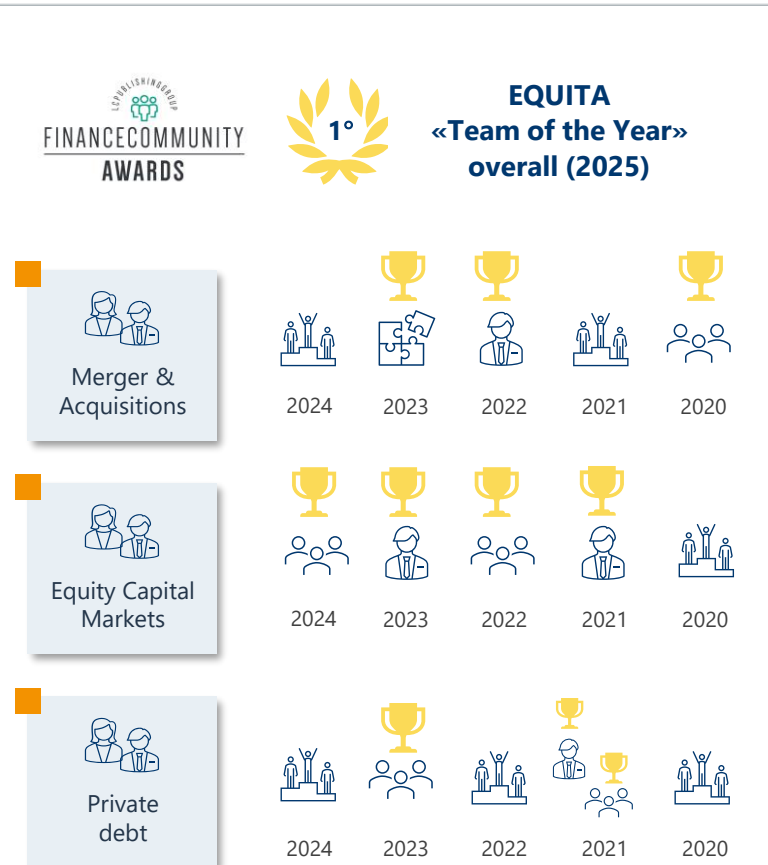 LCPUBLISHINGGROUP
FINANCECOMMUNITY
AWARDS
1°
EQUITA
«Team of the Year»
overall (2025)
Merger &
Acquisitions
2024 2023 2022 2021 2020
Equity Capital
Markets
2024 2023 2022 2021 2020
Private
debt
2024 2023 2022 2021 2020